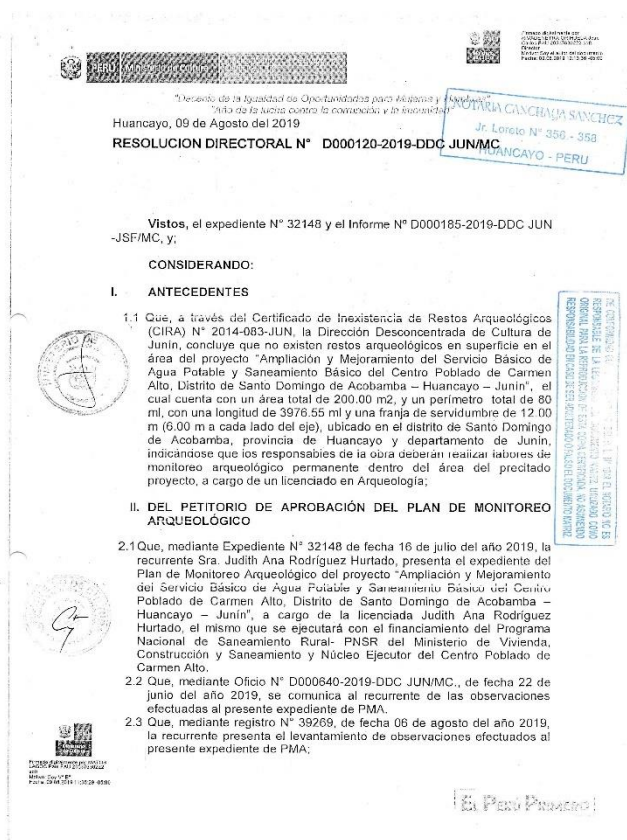 PERÚ Ministerio de Cultura
"Decenio de la Igualdad de Oportunidades para Mujeres y Hombres"
"Año de la lucha contra la corrupción y la impunidad"
Huancayo, 09 de Agosto del 2019
NOTARIA CANCHAYA SANCHEZ
Jr. Loreto N° 356 - 358
HUANCAYO - PERU
RESOLUCION DIRECTORAL N° D000120-2019-DDC JUN/MC
Vistos, el expediente N° 32148 y el Informe N° D000185-2019-DDC JUN
-JSF/MC, y;
CONSIDERANDO:
I. ANTECEDENTES
1.1 Que, a través del Certificado de Inexistencia de Restos Arqueológicos
(CIRA) N° 2014-083-JUN, la Dirección Desconcentrada de Cultura de
Junín, concluye que no existen restos arqueológicos en superficie en el
área del proyecto "Ampliación y Mejoramiento del Servicio Básico de
Agua Potable y Saneamiento Básico del Centro Poblado de Carmen
Alto, Distrito de Santo Domingo de Acobamba – Huancayo – Junín", el
cual cuenta con un área total de 200.00 m2, y un perímetro total de 80
ml, con una longitud de 3976.55 ml y una franja de servidumbre de 12.00
m (6.00 m a cada lado del eje), ubicado en el distrito de Santo Domingo
de Acobamba, provincia de Huancayo y departamento de Junín,
indicándose que los responsables de la obra deberán realizar labores de
monitoreo arqueológico permanente dentro del área del precitado
proyecto, a cargo de un licenciado en Arqueología;
II. DEL PETITORIO DE APROBACIÓN DEL PLAN DE MONITOREO
ARQUEOLÓGICO
2.1 Que, mediante Expediente N° 32148 de fecha 16 de julio del año 2019, la
recurrente Sra. Judith Ana Rodríguez Hurtado, presenta el expediente del
Plan de Monitoreo Arqueológico del proyecto "Ampliación y Mejoramiento
del Servicio Básico de Agua Potable y Saneamiento Básico del Centro
Poblado de Carmen Alto, Distrito de Santo Domingo de Acobamba –
Huancayo – Junín", a cargo de la licenciada Judith Ana Rodríguez
Hurtado, el mismo que se ejecutará con el financiamiento del Programa
Nacional de Saneamiento Rural- PNSR del Ministerio de Vivienda,
Construcción y Saneamiento y Núcleo Ejecutor del Centro Poblado de
Carmen Alto.
2.2 Que, mediante Oficio N° D000640-2019-DDC JUN/MC., de fecha 22 de
junio del año 2019, se comunica al recurrente de las observaciones
efectuadas al presente expediente de PMA.
2.3 Que, mediante registro N° 39269, de fecha 06 de agosto del año 2019,
la recurrente presenta el levantamiento de observaciones efectuados al
presente expediente de PMA;
EL PERÚ PRIMERO